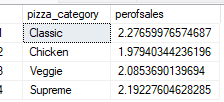 pizza_category perofsales
1 Classic 2.27659976574687
2 Chicken 1.97940344236196
3 Veggie 2.0853690139694
4 Supreme 2.19227604628285